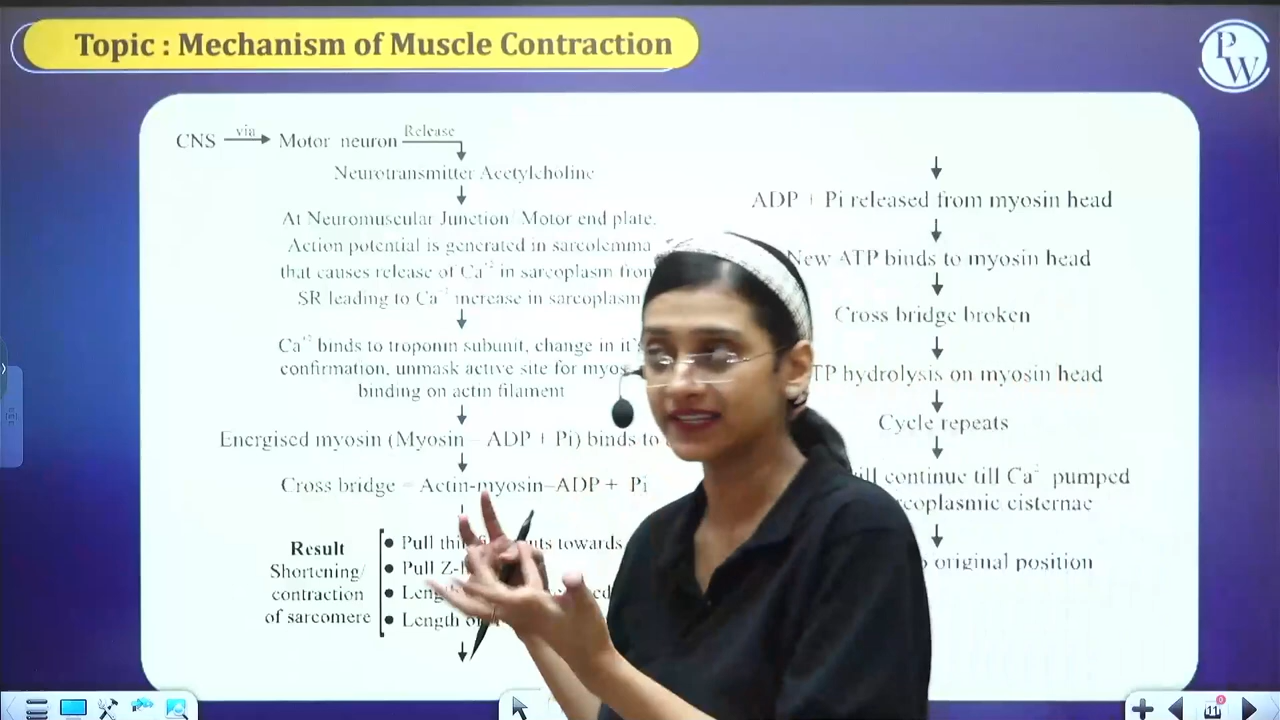 Topic : Mechanism of Muscle Contraction
PW
CNS via Motor neuron Release
Neurotransmitter Acetylcholine
At Neuromuscular Junction/ Motor end plate.
Action potential is generated in sarcolemma
that causes release of Ca+2 in sarcoplasm from
SR leading to Ca+2 increase in sarcoplasm
Ca+2 binds to troponin subunit, change in it's
confirmation, unmask active site for
binding on actin filament
Energised myosin (Myosin – ADP + Pi) binds to
Cross bridge = Actin-myosin–ADP + Pi
Result
Shortening/
contraction
of sarcomere
• Pull towards
• Pull
•
• Length
ADP + Pi released from myosin head
New ATP binds to myosin head
Cross bridge broken
hydrolysis on myosin head
Cycle repeats
continue till Ca+2 pumped
cisternae
original position
11